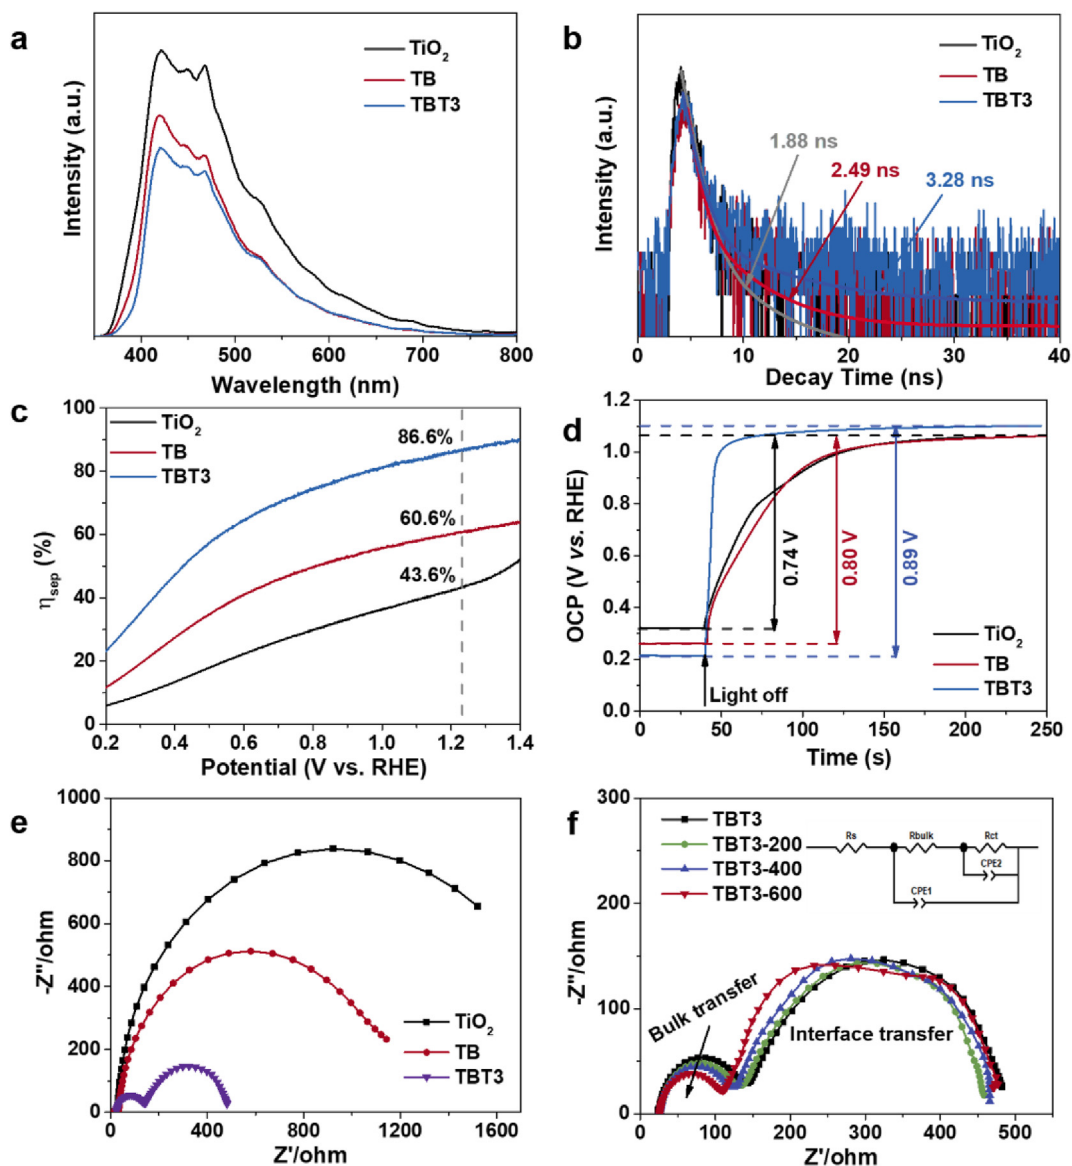 a
TiO2
TB
TBT3
Intensity (a.u.)
400 500 600 700 800
Wavelength (nm)
b
TiO2
TB
TBT3
1.88 ns
2.49 ns
3.28 ns
Intensity (a.u.)
0 10 20 30 40
Decay Time (ns)
c
100
80
60
40
20
0
TiO2
TB
TBT3
86.6%
60.6%
43.6%
ηsep (%)
0.2 0.4 0.6 0.8 1.0 1.2 1.4
Potential (V vs. RHE)
d
1.2
1.0
0.8
0.6
0.4
0.2
0.0
OCP (V vs. RHE)
0.74 V
0.80 V
0.89 V
TiO2
TB
TBT3
Light off
0 50 100 150 200 250
Time (s)
e
1000
800
600
400
200
0
-Z"/ohm
TiO2
TB
TBT3
0 400 800 1200 1600
Z'/ohm
f
300
200
100
0
-Z"/ohm
TBT3
TBT3-200
TBT3-400
TBT3-600
Rs Rbulk Rct
CPE2
CPE1
Bulk transfer
Interface transfer
0 100 200 300 400 500
Z'/ohm